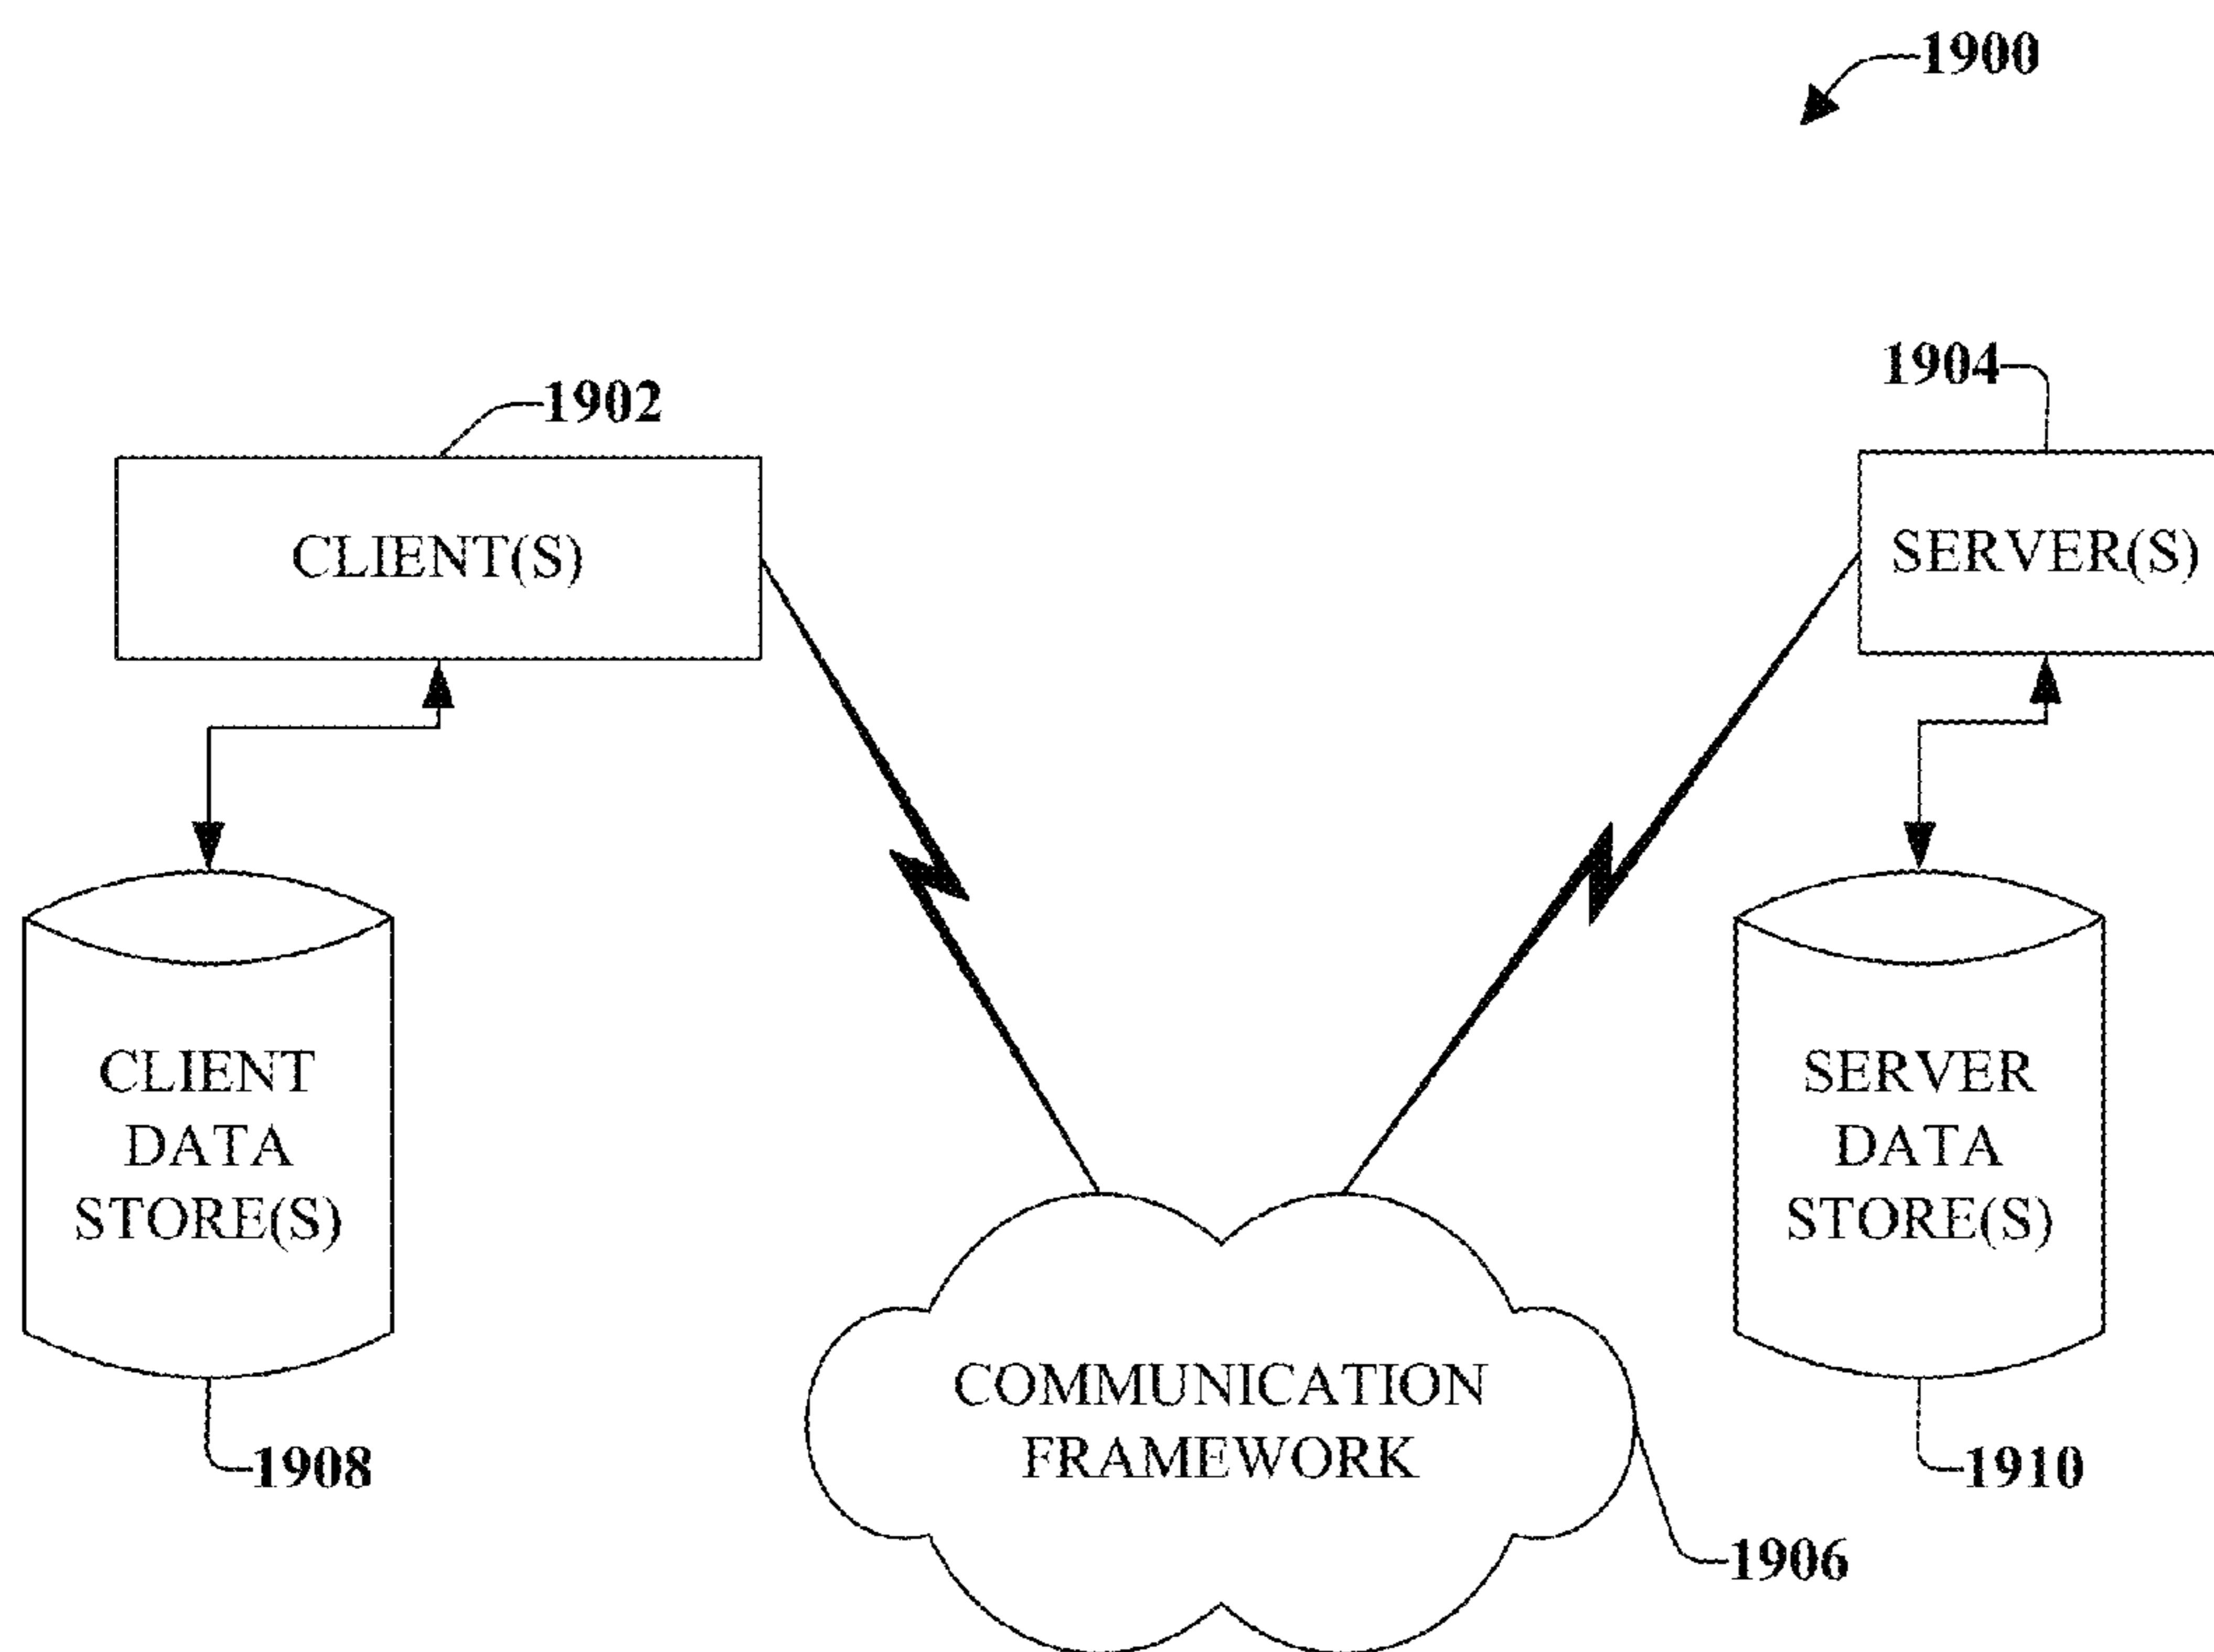 1900
1902
1904
CLIENT(S)
SERVER(S)
CLIENT
DATA
STORE(S)
SERVER
DATA
STORE(S)
COMMUNICATION
FRAMEWORK
1908
1910
1906